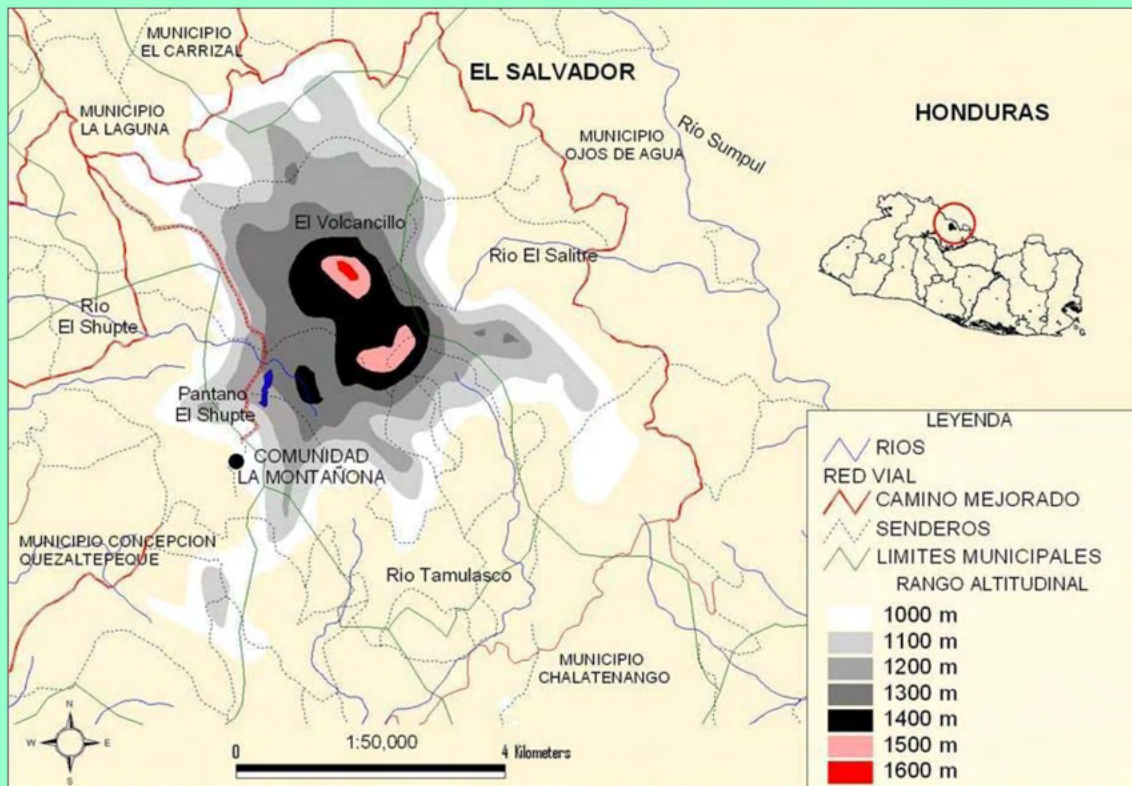 MUNICIPIO
EL CARRIZAL
EL SALVADOR
HONDURAS
MUNICIPIO
LA LAGUNA
MUNICIPIO
OJOS DE AGUA
Río Sumpul
El Volcancillo
Rio El Salitre
Rio
El Shupte
Pantano
El Shupte
COMUNIDAD
LA MONTAÑONA
MUNICIPIO CONCEPCION
QUEZALTEPEQUE
Rio Tamulasco
MUNICIPIO
CHALATENANGO
LEYENDA
RIOS
RED VIAL
CAMINO MEJORADO
SENDEROS
LIMITES MUNICIPALES
RANGO ALTITUDINAL
1000 m
1100 m
1200 m
1300 m
1400 m
1500 m
1600 m
N
W E
S
1:50,000
0 4 Kilometers